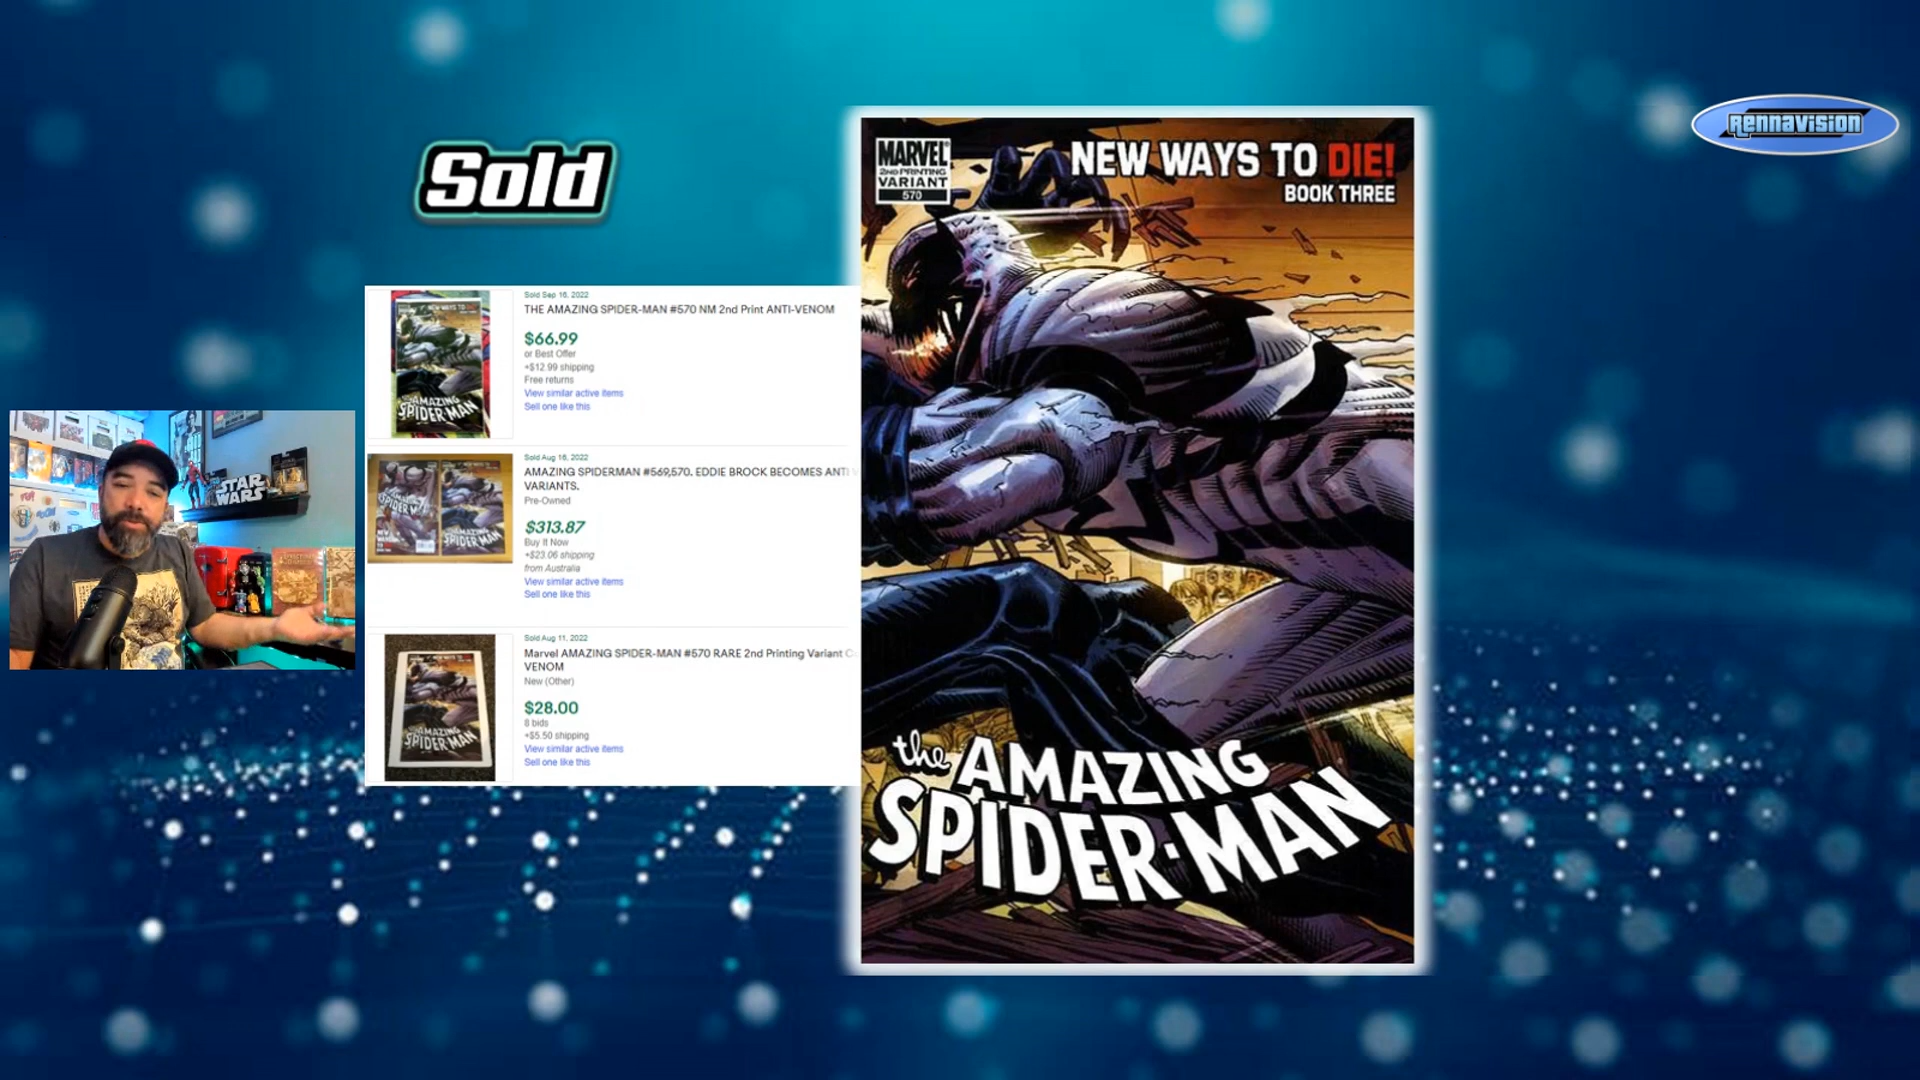 RennaVision
Sold
MARVEL
2ND PRINTING
VARIANT
570
NEW WAYS TO DIE!
BOOK THREE
the AMAZING
SPIDER-MAN
Sold Sep 16, 2022
THE AMAZING SPIDER-MAN #570 NM 2nd Print ANTI-VENOM
$66.99
or Best Offer
+$12.99 shipping
Free returns
View similar active items
Sell one like this
Sold Aug 16, 2022
AMAZING SPIDERMAN #569,570. EDDIE BROCK BECOMES ANTI
VARIANTS.
Pre-Owned
$313.87
Buy It Now
+$23.06 shipping
from Australia
View similar active items
Sell one like this
Sold Aug 11, 2022
Marvel AMAZING SPIDER-MAN #570 RARE 2nd Printing Variant C
VENOM
New (Other)
$28.00
8 bids
+$5.50 shipping
View similar active items
Sell one like this
AMAZING
SPIDER-MAN
AMAZING
SPIDER-MAN
STAR
WARS